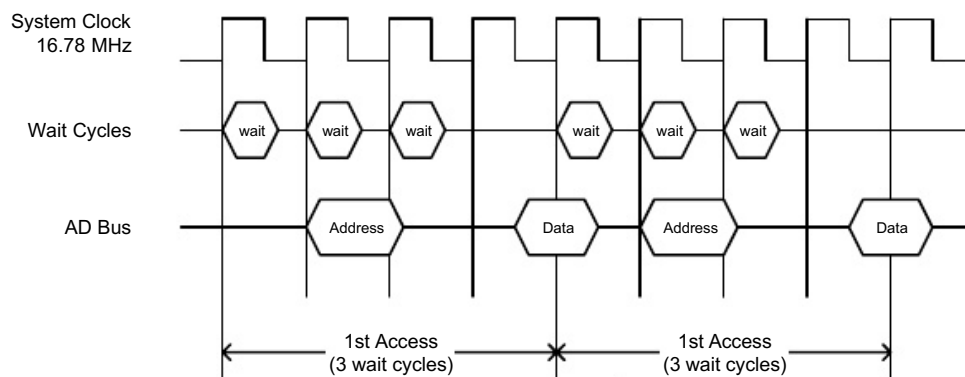 System Clock
16.78 MHz
Wait Cycles
wait
wait
wait
wait
wait
wait
AD Bus
Address
Data
Address
Data
1st Access
(3 wait cycles)
1st Access
(3 wait cycles)